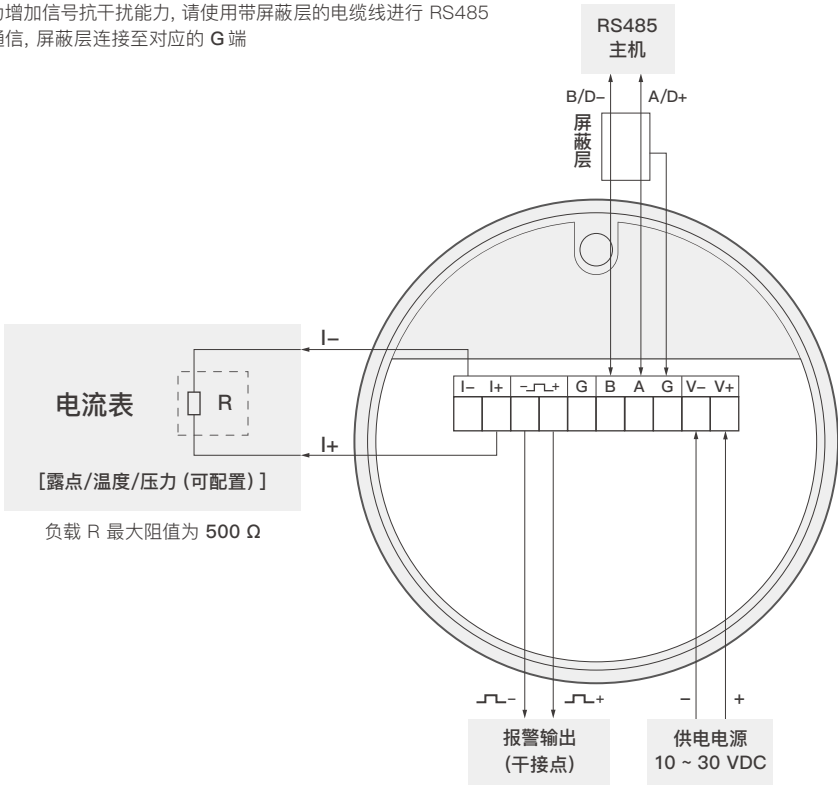 增加信号抗干扰能力, 请使用带屏蔽层的电缆线进行 RS485
通信, 屏蔽层连接至对应的 G 端
RS485
主机
B/D− A/D+
屏蔽层
I−
I− I+ − + G B A G V− V+
电流表
R
I+
[露点/温度/压力 (可配置) ]
负载 R 最大阻值为 500 Ω
− + − +
报警输出
(干接点)
供电电源
10 ~ 30 VDC